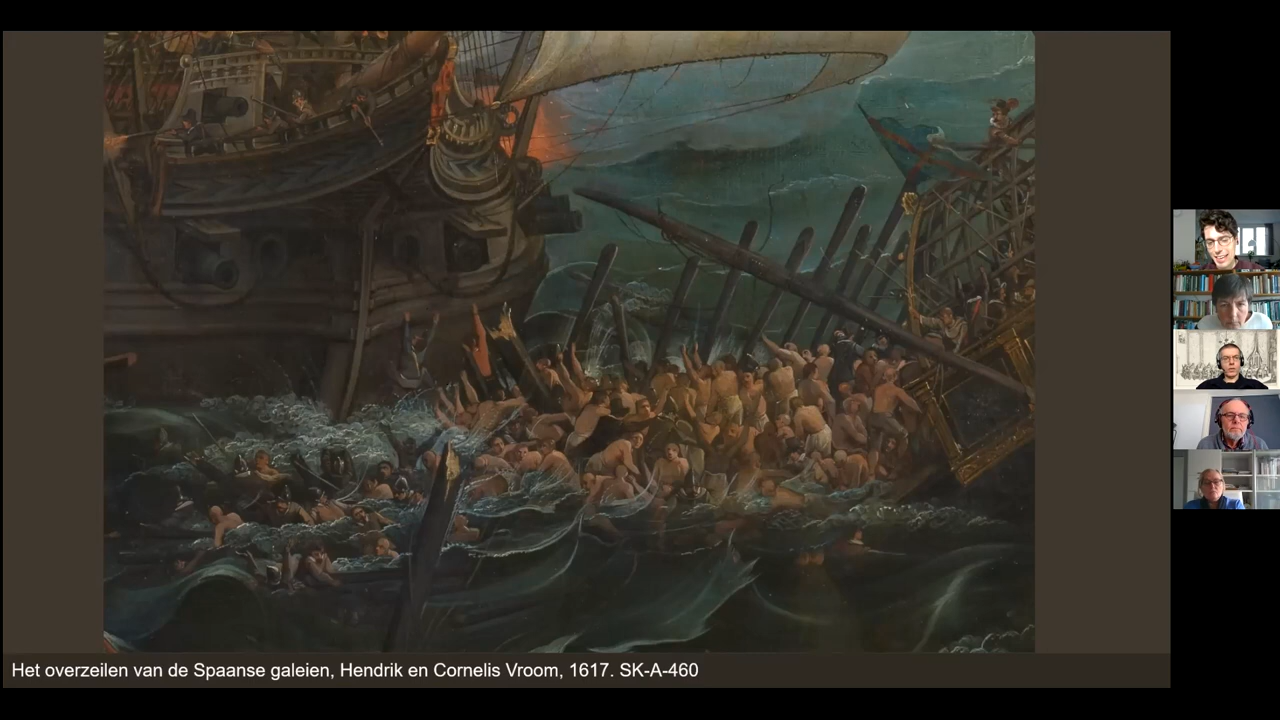 Het overzeilen van de Spaanse galeien, Hendrik en Cornelis Vroom, 1617. SK-A-460